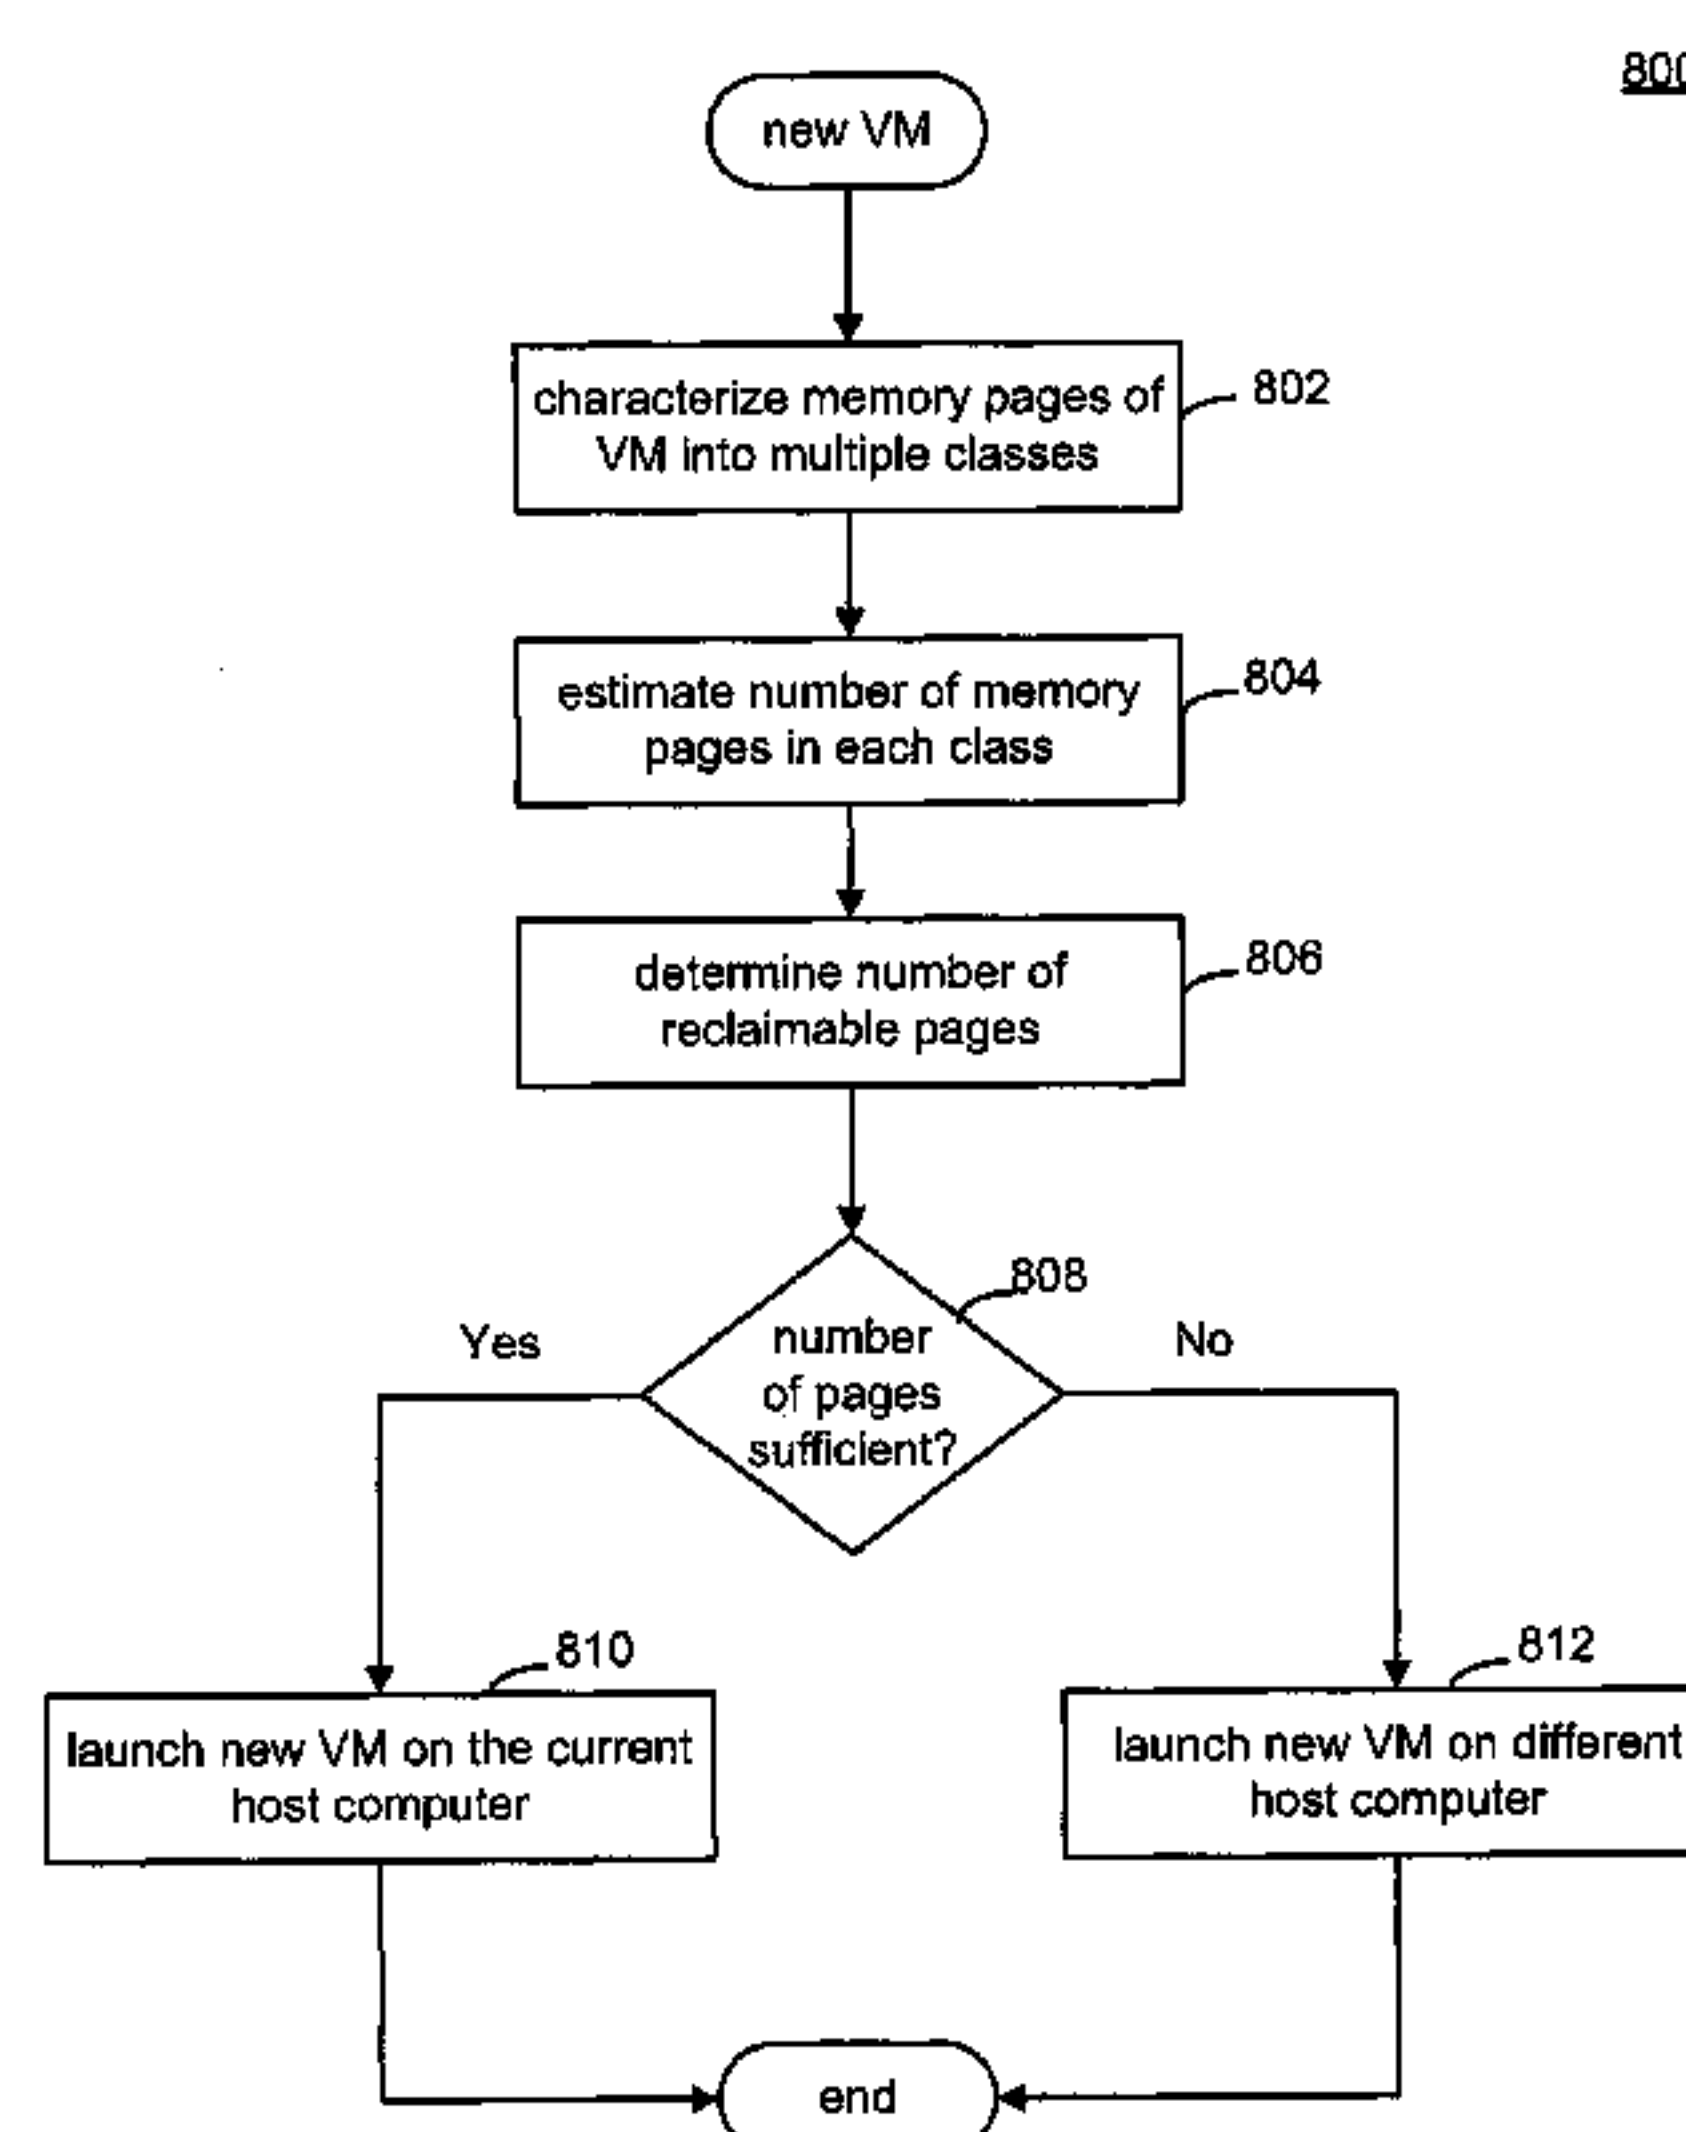 800
new VM
characterize memory pages of
VM into multiple classes
802
estimate number of memory
pages in each class
804
determine number of
reclaimable pages
806
808
number
of pages
sufficient?
Yes
No
810
launch new VM on the current
host computer
812
launch new VM on different
host computer
end